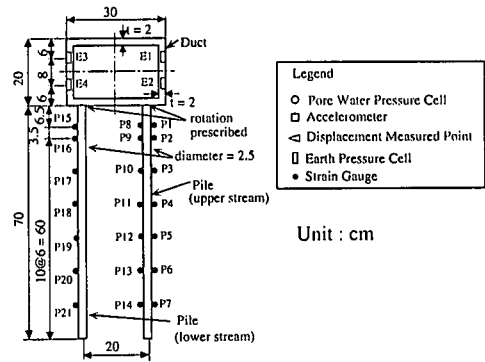 30
t = 2
Duct
6
8
6
20
E3
E1
E4
E2
t = 2
rotation
prescribed
3.5
6.5
P15
P8
P1
P9
P2
P16
diameter = 2.5
P10
P3
P17
Pile
(upper stream)
P11
P4
P18
70
10@6 = 60
P12
P5
P19
P13
P6
P20
P14
P7
P21
Pile
(lower stream)
20
Legend
Pore Water Pressure Cell
Accelerometer
Displacement Measured Point
Earth Pressure Cell
Strain Gauge
Unit : cm